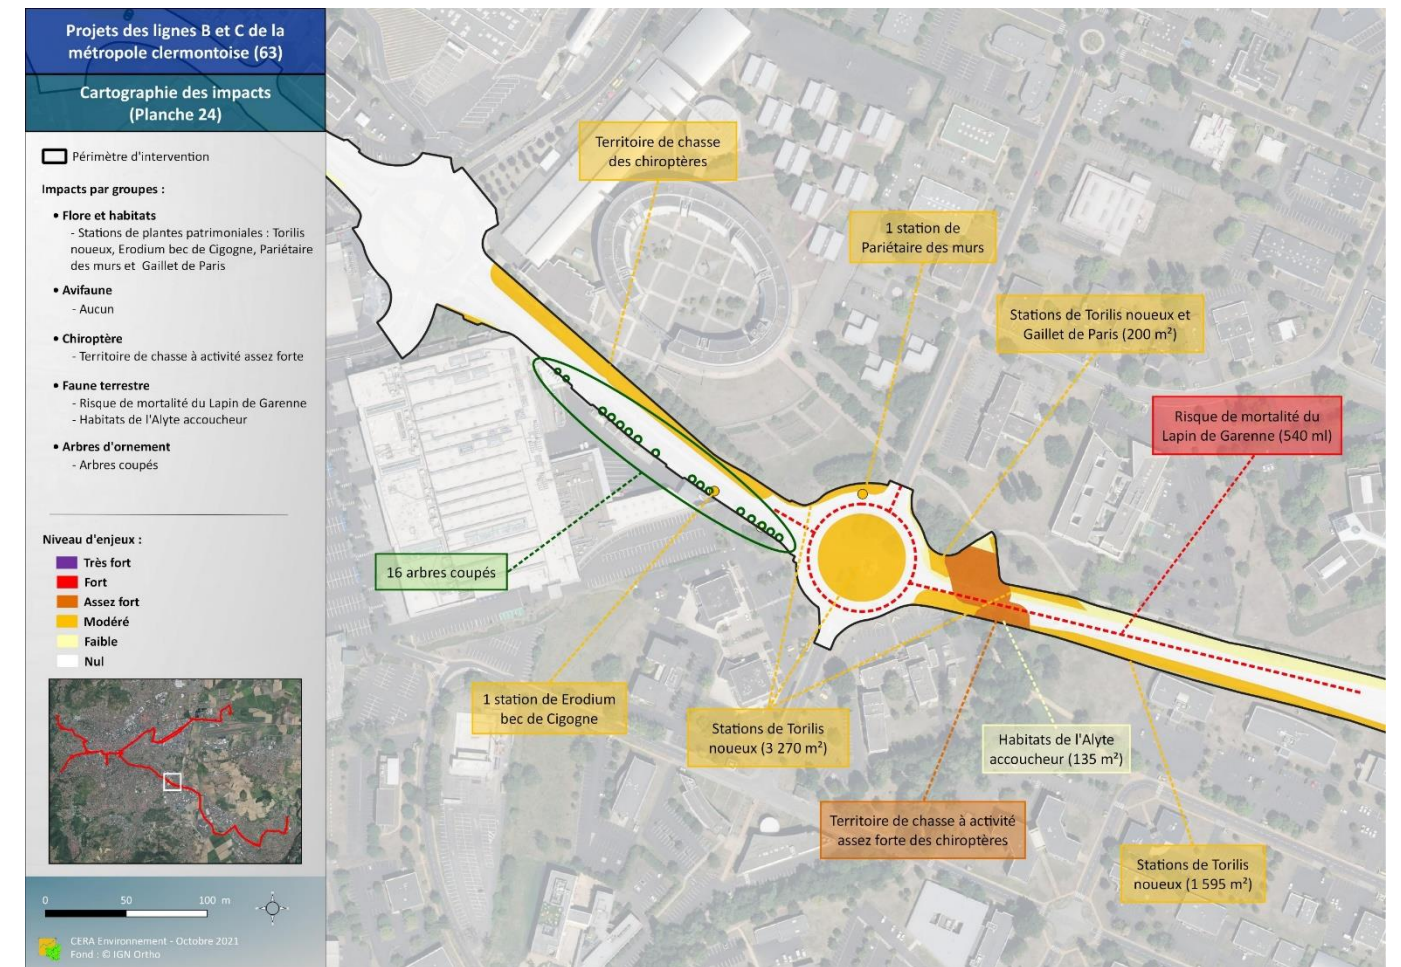 Projets des lignes B et C de la
métropole clermontoise (63)
Cartographie des impacts
(Planche 24)
Périmètre d'intervention
Impacts par groupes :
• Flore et habitats
- Stations de plantes patrimoniales : Torilis
noueux, Erodium bec de Cigogne, Pariétaire
des murs et Gaillet de Paris
• Avifaune
- Aucun
• Chiroptère
- Territoire de chasse à activité assez forte
• Faune terrestre
- Risque de mortalité du Lapin de Garenne
- Habitats de l'Alyte accoucheur
• Arbres d'ornement
- Arbres coupés
Niveau d'enjeux :
Très fort
Fort
Assez fort
Modéré
Faible
Nul
0 50 100 m
CERA Environnement - Octobre 2021
Fond : © IGN Ortho
Territoire de chasse
des chiroptères
1 station de
Pariétaire des murs
Stations de Torilis noueux et
Gaillet de Paris (200 m²)
Risque de mortalité du
Lapin de Garenne (540 ml)
16 arbres coupés
1 station de Erodium
bec de Cigogne
Stations de Torilis
noueux (3 270 m²)
Habitats de l'Alyte
accoucheur (135 m²)
Territoire de chasse à activité
assez forte des chiroptères
Stations de Torilis
noueux (1 595 m²)